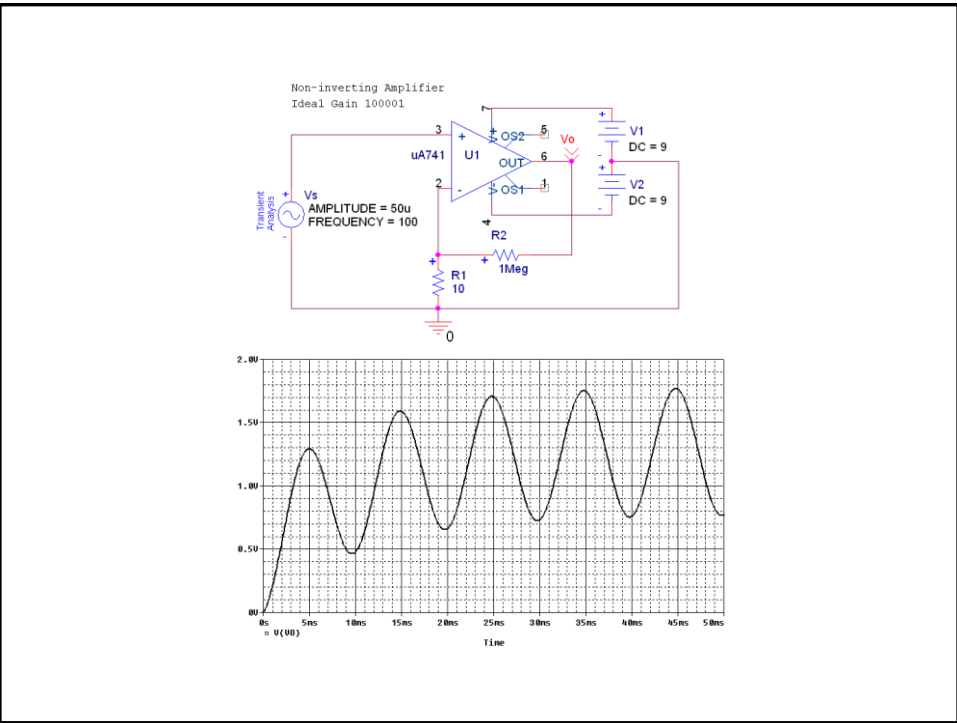 Non-inverting Amplifier
Ideal Gain 100001
7
+
V1
DC = 9
-
3
+
V+
OS2
5
Vo
uA741
U1
OUT
6
2
-
V-
OS1
1
+
V2
DC = 9
-
4
Transient
Analysis
+
Vs
AMPLITUDE = 50u
FREQUENCY = 100
-
R2
+
1Meg
+
R1
10
0
2.0V
1.5V
1.0V
0.5V
0V
0s 5ms 10ms 15ms 20ms 25ms 30ms 35ms 40ms 45ms 50ms
V(VO)
Time